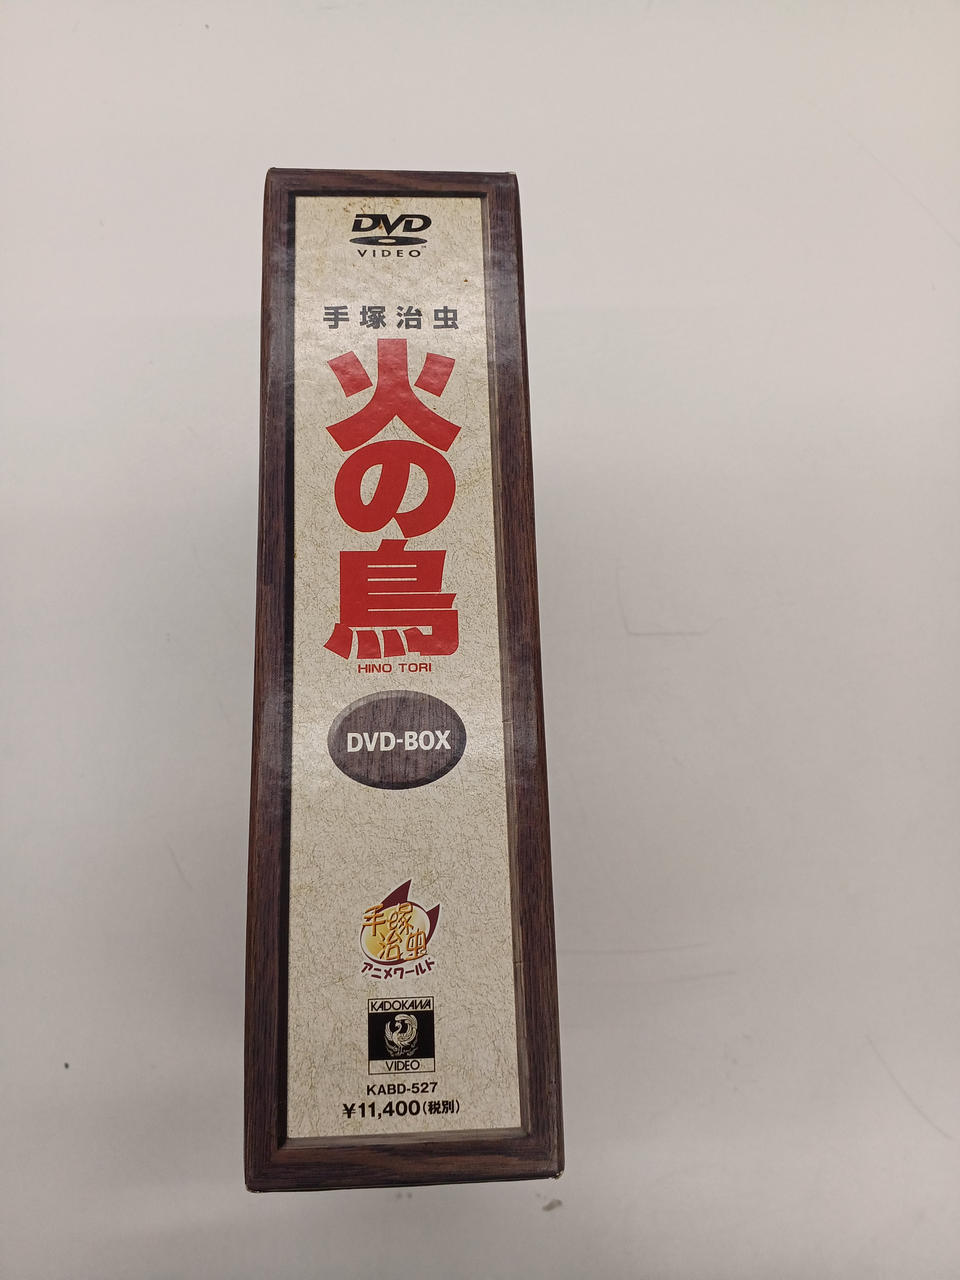 DVD
VIDEO™
手塚治虫
火の鳥
HINO TORI
DVD-BOX
手塚
治虫
アニメワールド
KADOKAWA
VIDEO
KABD-527
¥11,400(税別)